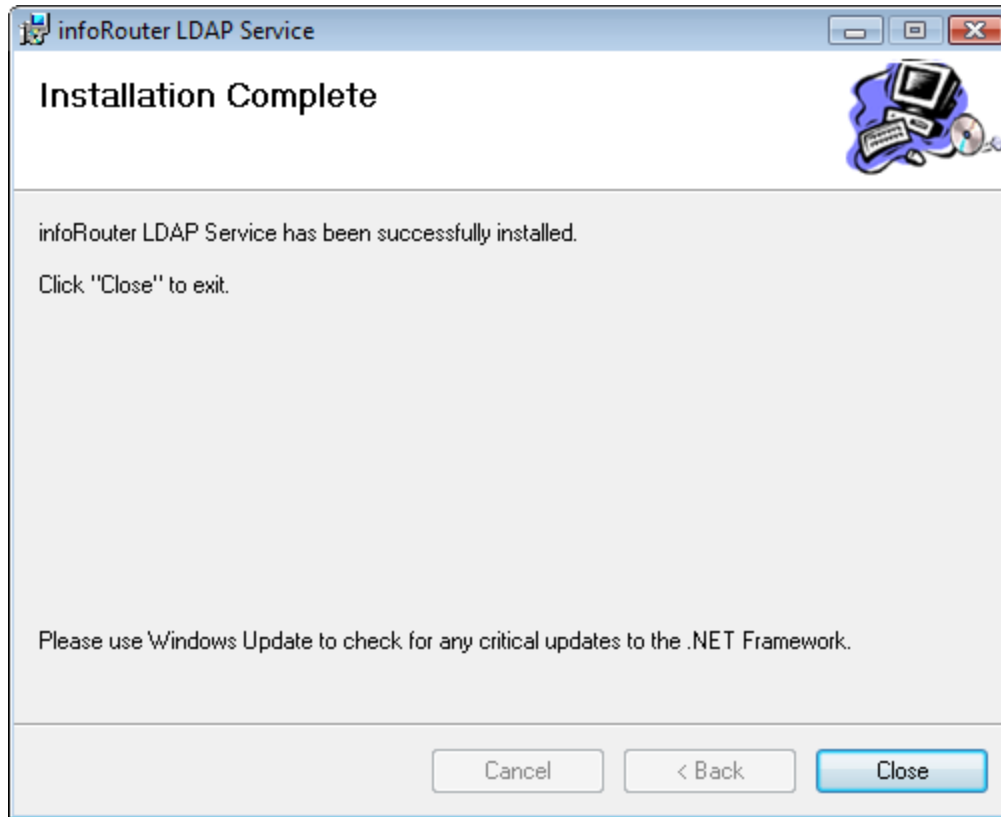 infoRouter LDAP Service
Installation Complete
infoRouter LDAP Service has been successfully installed.
Click "Close" to exit.
Please use Windows Update to check for any critical updates to the .NET Framework.
Cancel
< Back
Close